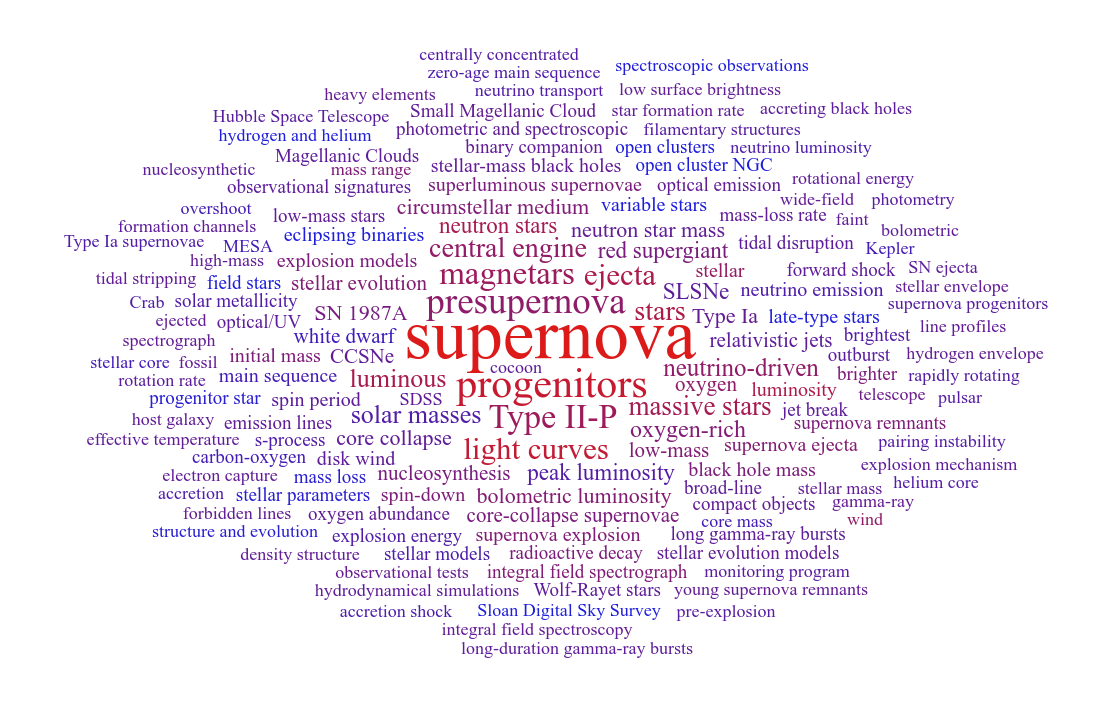 centrally concentrated
zero-age main sequence
spectroscopic observations
heavy elements
neutrino transport
low surface brightness
Hubble Space Telescope
Small Magellanic Cloud
star formation rate
accreting black holes
hydrogen and helium
photometric and spectroscopic
filamentary structures
Magellanic Clouds
binary companion
open clusters
neutrino luminosity
nucleosynthetic
mass range
stellar-mass black holes
open cluster NGC
observational signatures
superluminous supernovae
optical emission
rotational energy
overshoot
low-mass stars
circumstellar medium
variable stars
wide-field
photometry
formation channels
eclipsing binaries
neutron stars
neutron star mass
mass-loss rate
faint
bolometric
Type Ia supernovae
MESA
central engine
red supergiant
tidal disruption
Kepler
high-mass
explosion models
magnetars
ejecta
stellar
forward shock
SN ejecta
tidal stripping
field stars
stellar evolution
SLSNe
neutrino emission
stellar envelope
Crab
solar metallicity
SN 1987A
presupernova
stars
Type Ia
late-type stars
supernova progenitors
ejected
optical/UV
white dwarf
supernova
relativistic jets
brightest
line profiles
spectrograph
initial mass
CCSNe
outburst
hydrogen envelope
stellar core
fossil
cocoon
neutrino-driven
brighter
rapidly rotating
rotation rate
main sequence
luminous
progenitors
oxygen
luminosity
telescope
pulsar
progenitor star
spin period
SDSS
solar masses
Type II-P
massive stars
jet break
supernova remnants
host galaxy
emission lines
oxygen-rich
effective temperature
s-process
core collapse
light curves
low-mass
supernova ejecta
pairing instability
carbon-oxygen
disk wind
nucleosynthesis
peak luminosity
black hole mass
explosion mechanism
electron capture
mass loss
broad-line
stellar mass
helium core
accretion
stellar parameters
spin-down
bolometric luminosity
compact objects
gamma-ray
forbidden lines
oxygen abundance
core-collapse supernovae
core mass
wind
structure and evolution
explosion energy
supernova explosion
long gamma-ray bursts
density structure
stellar models
radioactive decay
stellar evolution models
observational tests
integral field spectrograph
monitoring program
hydrodynamical simulations
Wolf-Rayet stars
young supernova remnants
accretion shock
Sloan Digital Sky Survey
pre-explosion
integral field spectroscopy
long-duration gamma-ray bursts